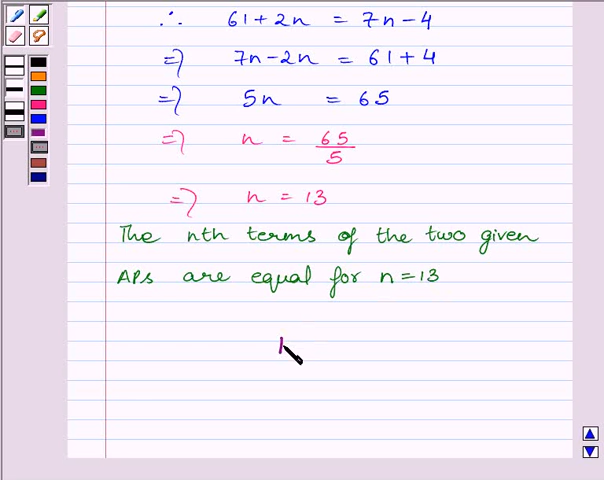 ∴ 61 + 2n = 7n - 4
⇒ 7n - 2n = 61 + 4
⇒ 5n = 65
⇒ n = 65/5
⇒ n = 13
The nth terms of the two given
APs are equal for n = 13